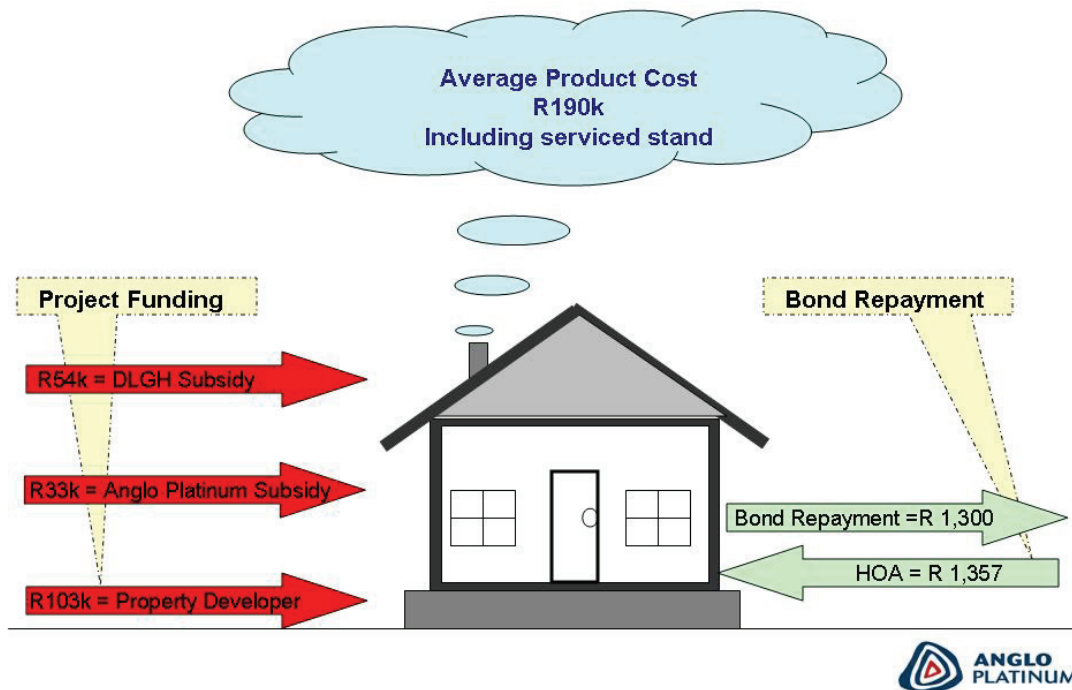 Average Product Cost
R190k
Including serviced stand
Project Funding
Bond Repayment
R54k = DLGH Subsidy
R33k = Anglo Platinum Subsidy
Bond Repayment =R 1,300
HOA = R 1,357
R103k = Property Developer
ANGLO
PLATINUM